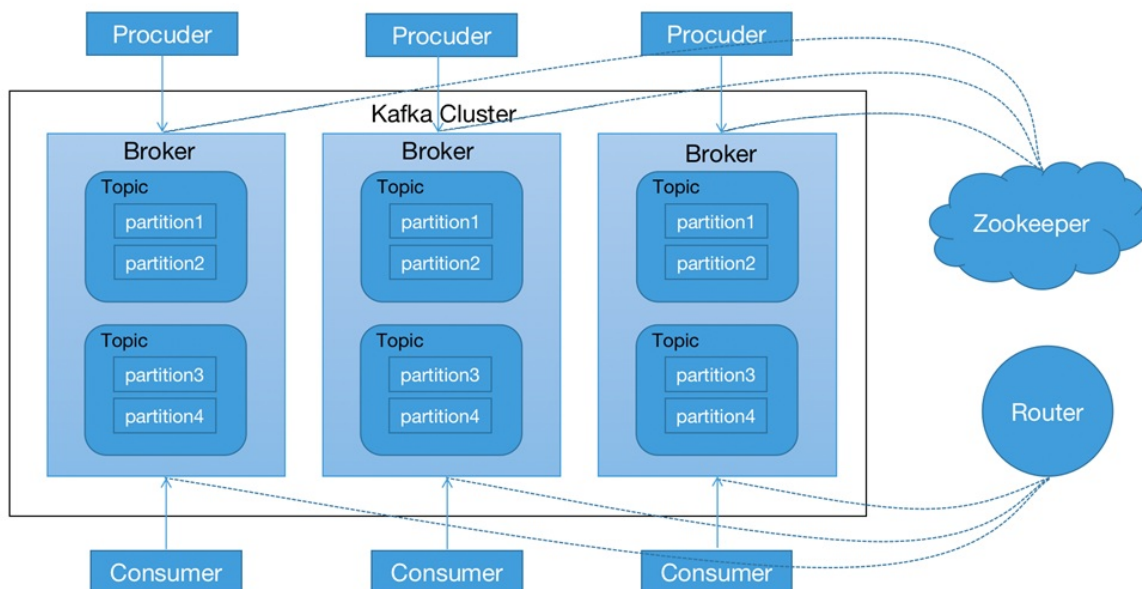 Procuder
Procuder
Procuder
Kafka Cluster
Broker
Topic
partition1
partition2
Topic
partition3
partition4
Broker
Topic
partition1
partition2
Topic
partition3
partition4
Broker
Topic
partition1
partition2
Topic
partition3
partition4
Zookeeper
Router
Consumer
Consumer
Consumer